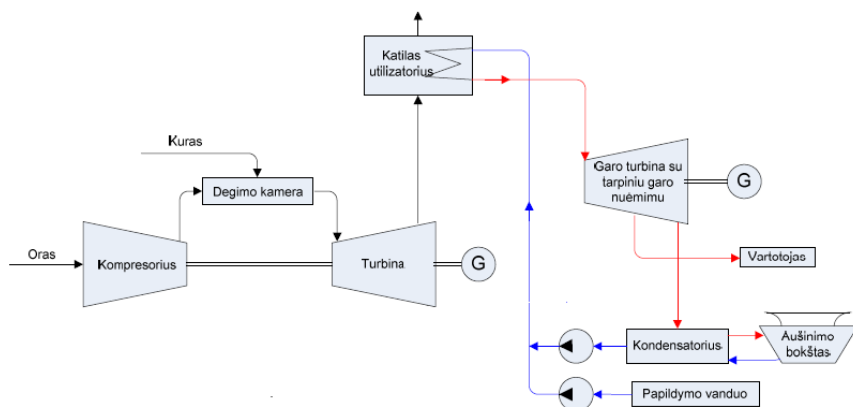 Katilas
utilizatorius
Kuras
Degimo kamera
Garo turbina su
tarpiniu garo
nuėmimu
G
Oras
Kompresorius
Turbina
G
Vartotojas
Kondensatorius
Aušinimo
bokštas
Papildymo vanduo